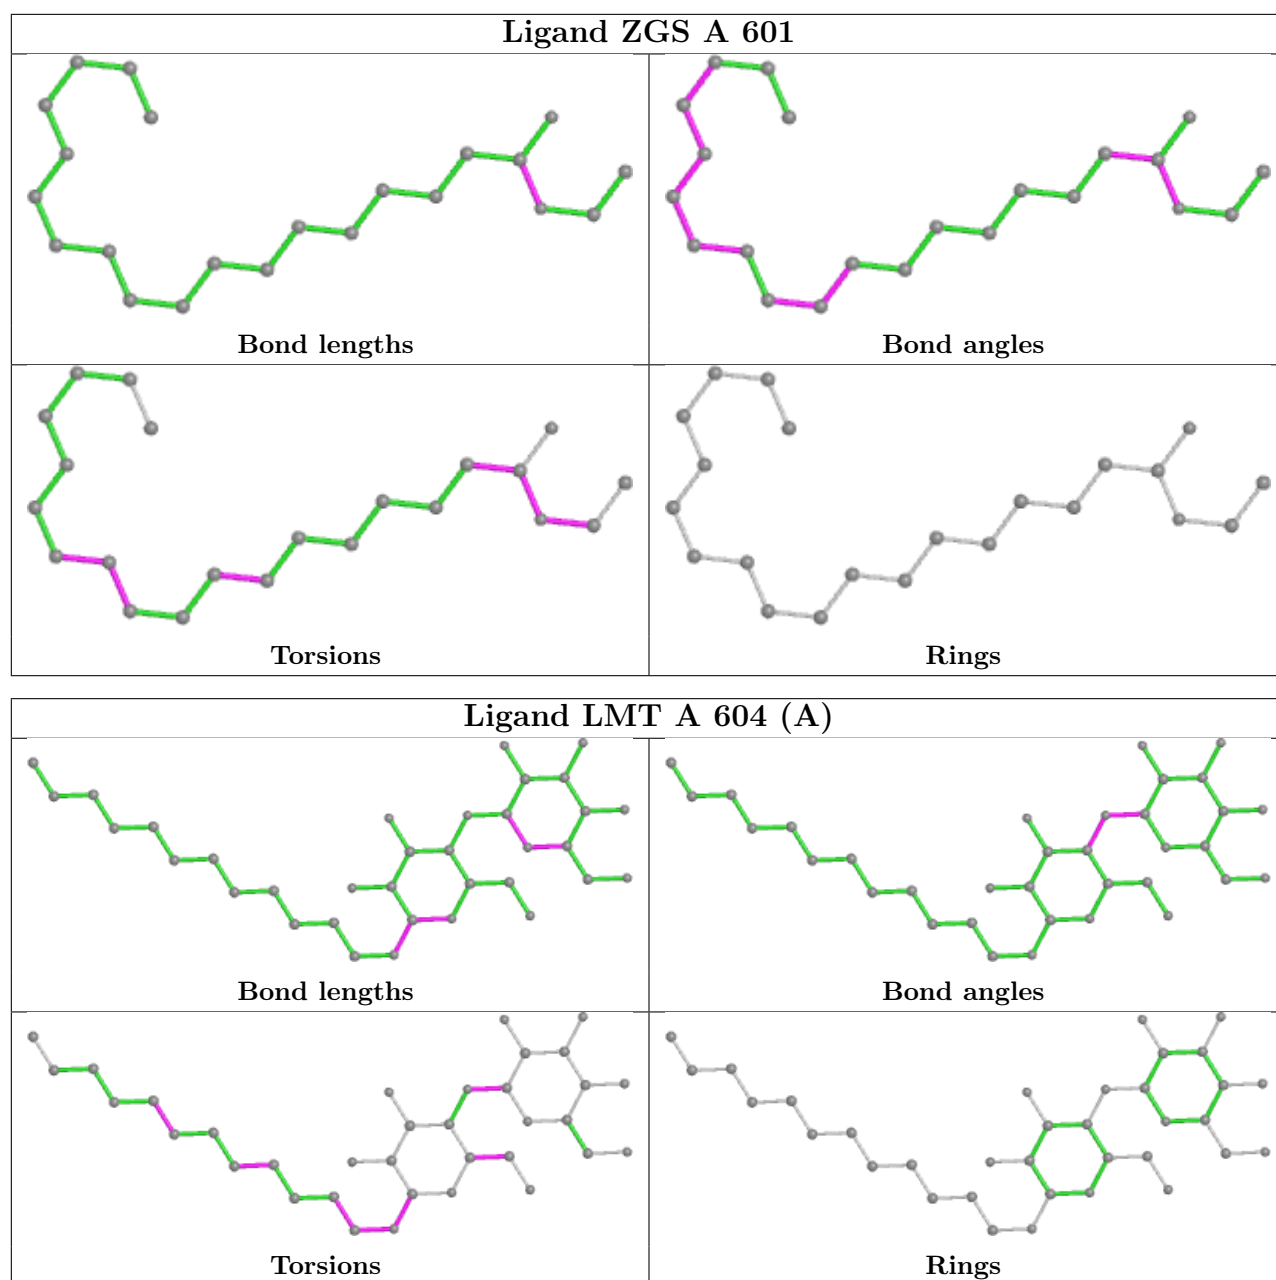 Ligand ZGS A 601
Bond lengths
Bond angles
Torsions
Rings
Ligand LMT A 604 (A)
Bond lengths
Bond angles
Torsions
Rings